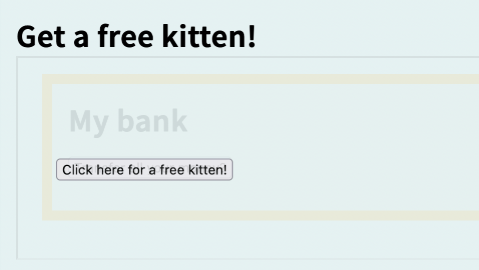 Get a free kitten!
My bank
Click here for a free kitten!